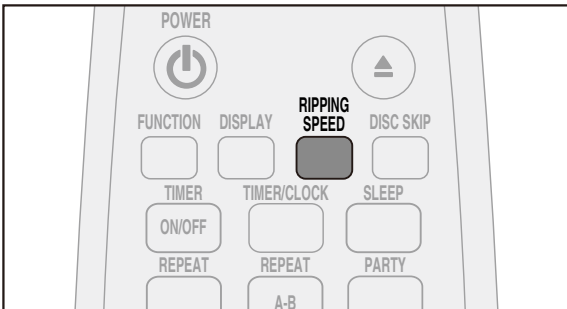 POWER
RIPPING
FUNCTION DISPLAY SPEED DISC SKIP
TIMER TIMER/CLOCK SLEEP
ON/OFF
REPEAT REPEAT PARTY
A-B